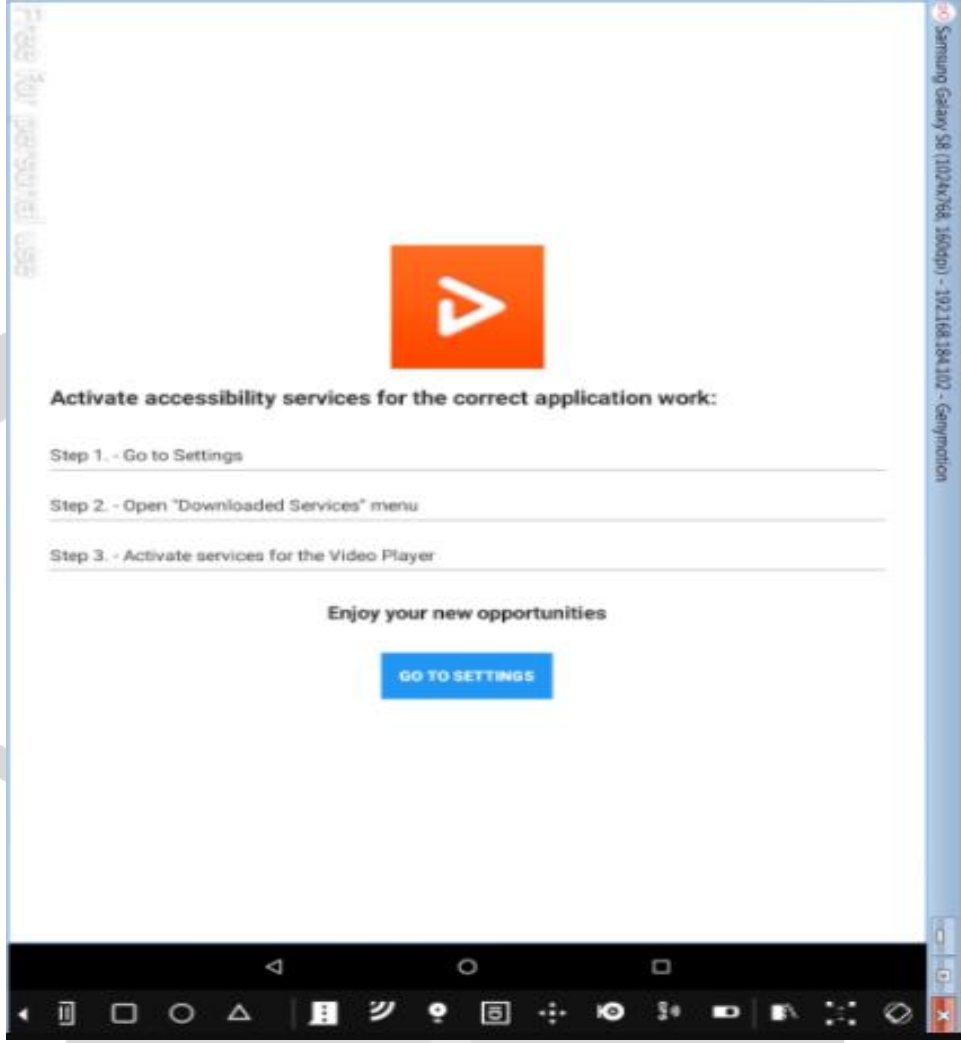 Free for personal use
Samsung Galaxy S8 (1024x768, 160dpi) - 192.168.184.102 - Genymotion
Activate accessibility services for the correct application work:
Step 1. - Go to Settings
Step 2. - Open "Downloaded Services" menu
Step 3. - Activate services for the Video Player
Enjoy your new opportunities
GO TO SETTINGS